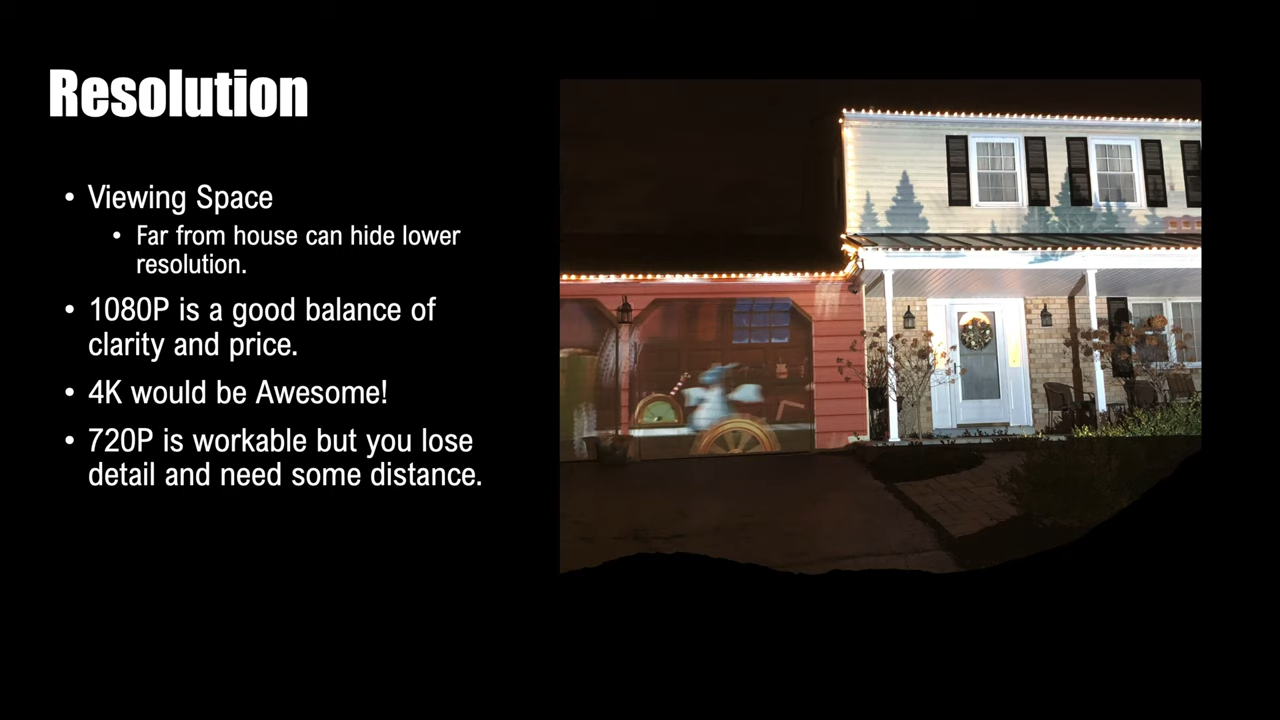 Resolution
• Viewing Space
• Far from house can hide lower
resolution.
• 1080P is a good balance of
clarity and price.
• 4K would be Awesome!
• 720P is workable but you lose
detail and need some distance.